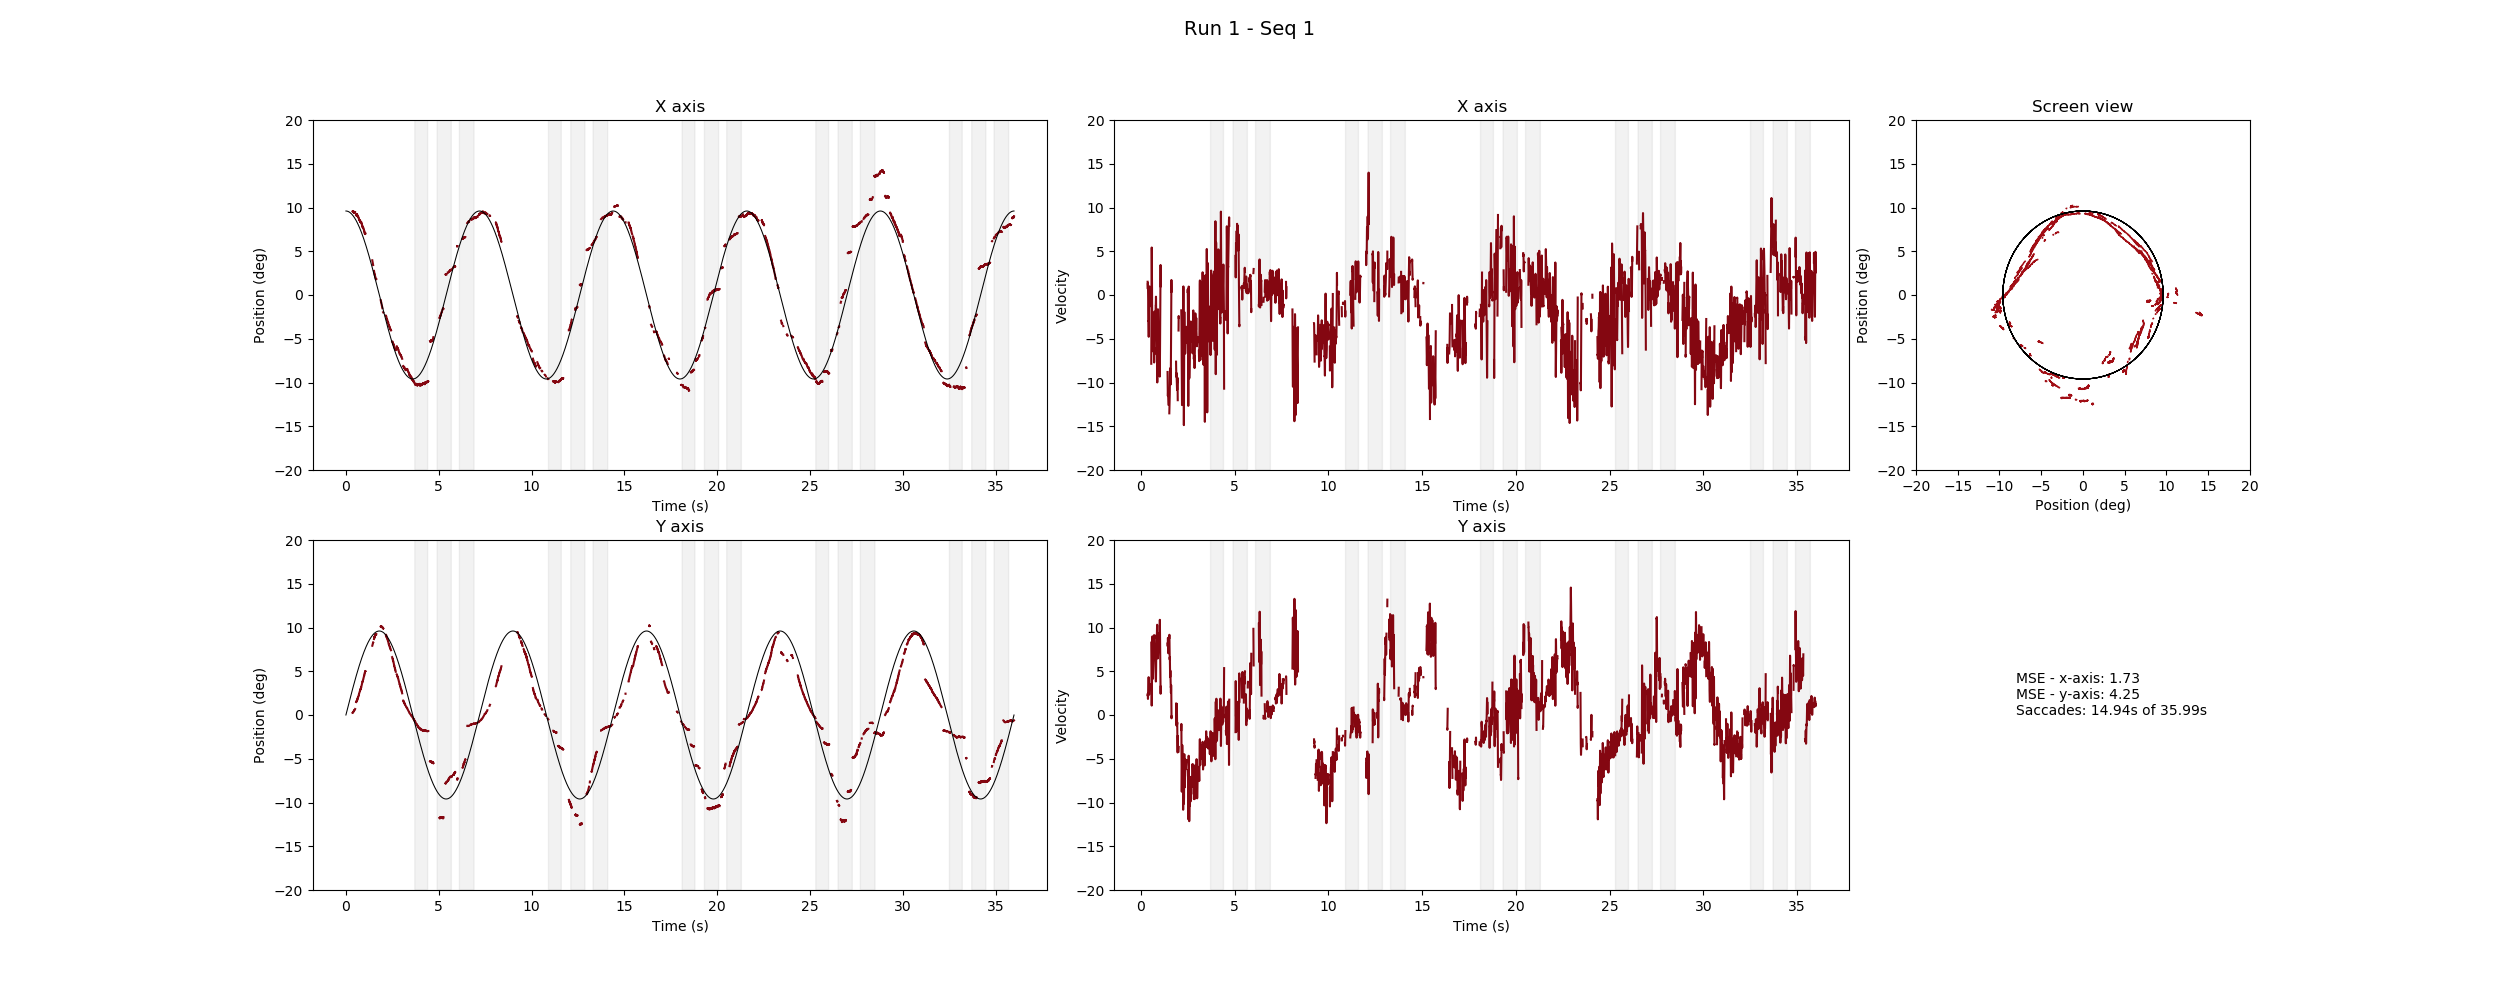 Run 1 - Seq 1
X axis
20
15
10
5
0
−5
−10
−15
−20
Position (deg)
0 5 10 15 20 25 30 35
Time (s)
X axis
20
15
10
5
0
−5
−10
−15
−20
Velocity
0 5 10 15 20 25 30 35
Time (s)
Screen view
20
15
10
5
0
−5
−10
−15
−20
Position (deg)
−20 −15 −10 −5 0 5 10 15 20
Position (deg)
Y axis
20
15
10
5
0
−5
−10
−15
−20
Position (deg)
0 5 10 15 20 25 30 35
Time (s)
Y axis
20
15
10
5
0
−5
−10
−15
−20
Velocity
0 5 10 15 20 25 30 35
Time (s)
MSE - x-axis: 1.73
MSE - y-axis: 4.25
Saccades: 14.94s of 35.99s